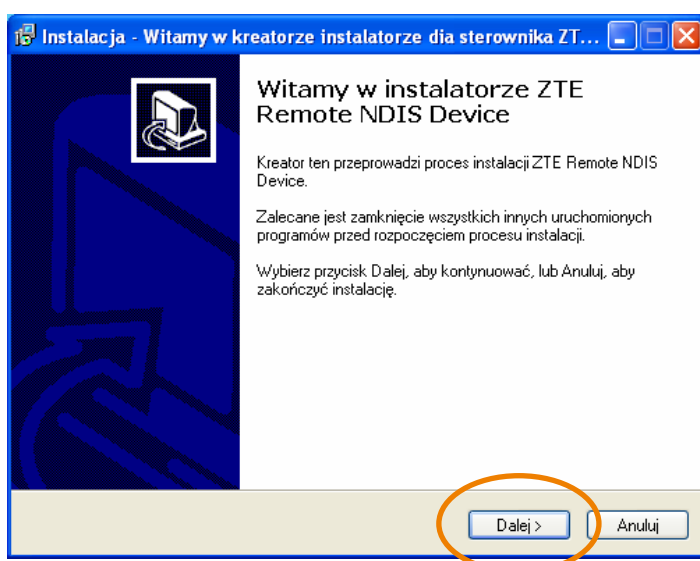 Instalacja - Witamy w kreatorze instalatorze dia sterownika ZT...
Witamy w instalatorze ZTE
Remote NDIS Device
Kreator ten przeprowadzi proces instalacji ZTE Remote NDIS
Device.
Zalecane jest zamknięcie wszystkich innych uruchomionych
programów przed rozpoczęciem procesu instalacji.
Wybierz przycisk Dalej, aby kontynuować, lub Anuluj, aby
zakończyć instalację.
Dalej > Anuluj